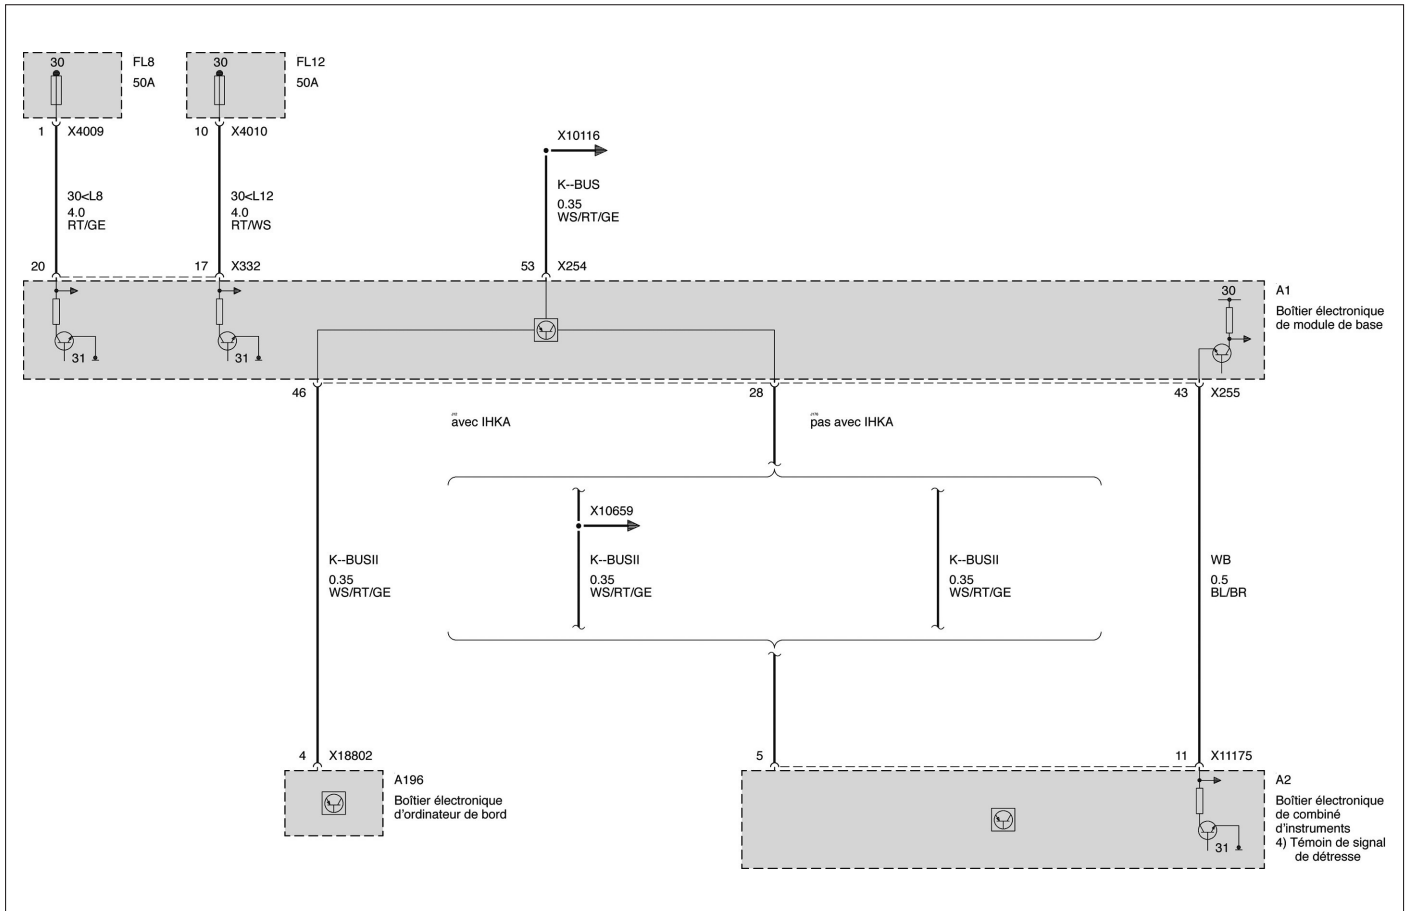 30
FL8
50A
30
FL12
50A
1 X4009
10 X4010
X10116
30<L8
4.0
RT/GE
30<L12
4.0
RT/WS
K--BUS
0.35
WS/RT/GE
20
17 X332
53 X254
31
31
30
A1
Boîtier électronique
de module de base
46
28
43 X255
avec IHKA
pas avec IHKA
X10659
K--BUSII
0.35
WS/RT/GE
K--BUSII
0.35
WS/RT/GE
K--BUSII
0.35
WS/RT/GE
WB
0.5
BL/BR
4 X18802
5
11 X11175
A196
Boîtier électronique
d'ordinateur de bord
31
A2
Boîtier électronique
de combiné
d'instruments
4) Témoin de signal
de détresse